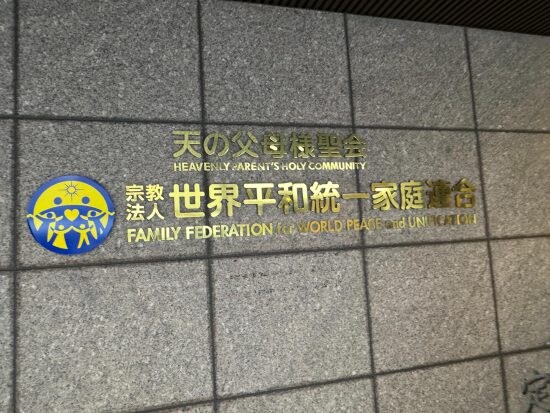 天の父母様聖会
HEAVENLY PARENT'S HOLY COMMUNITY
宗教法人 世界平和統一家庭連合
FAMILY FEDERATION for WORLD PEACE and UNIFICATION